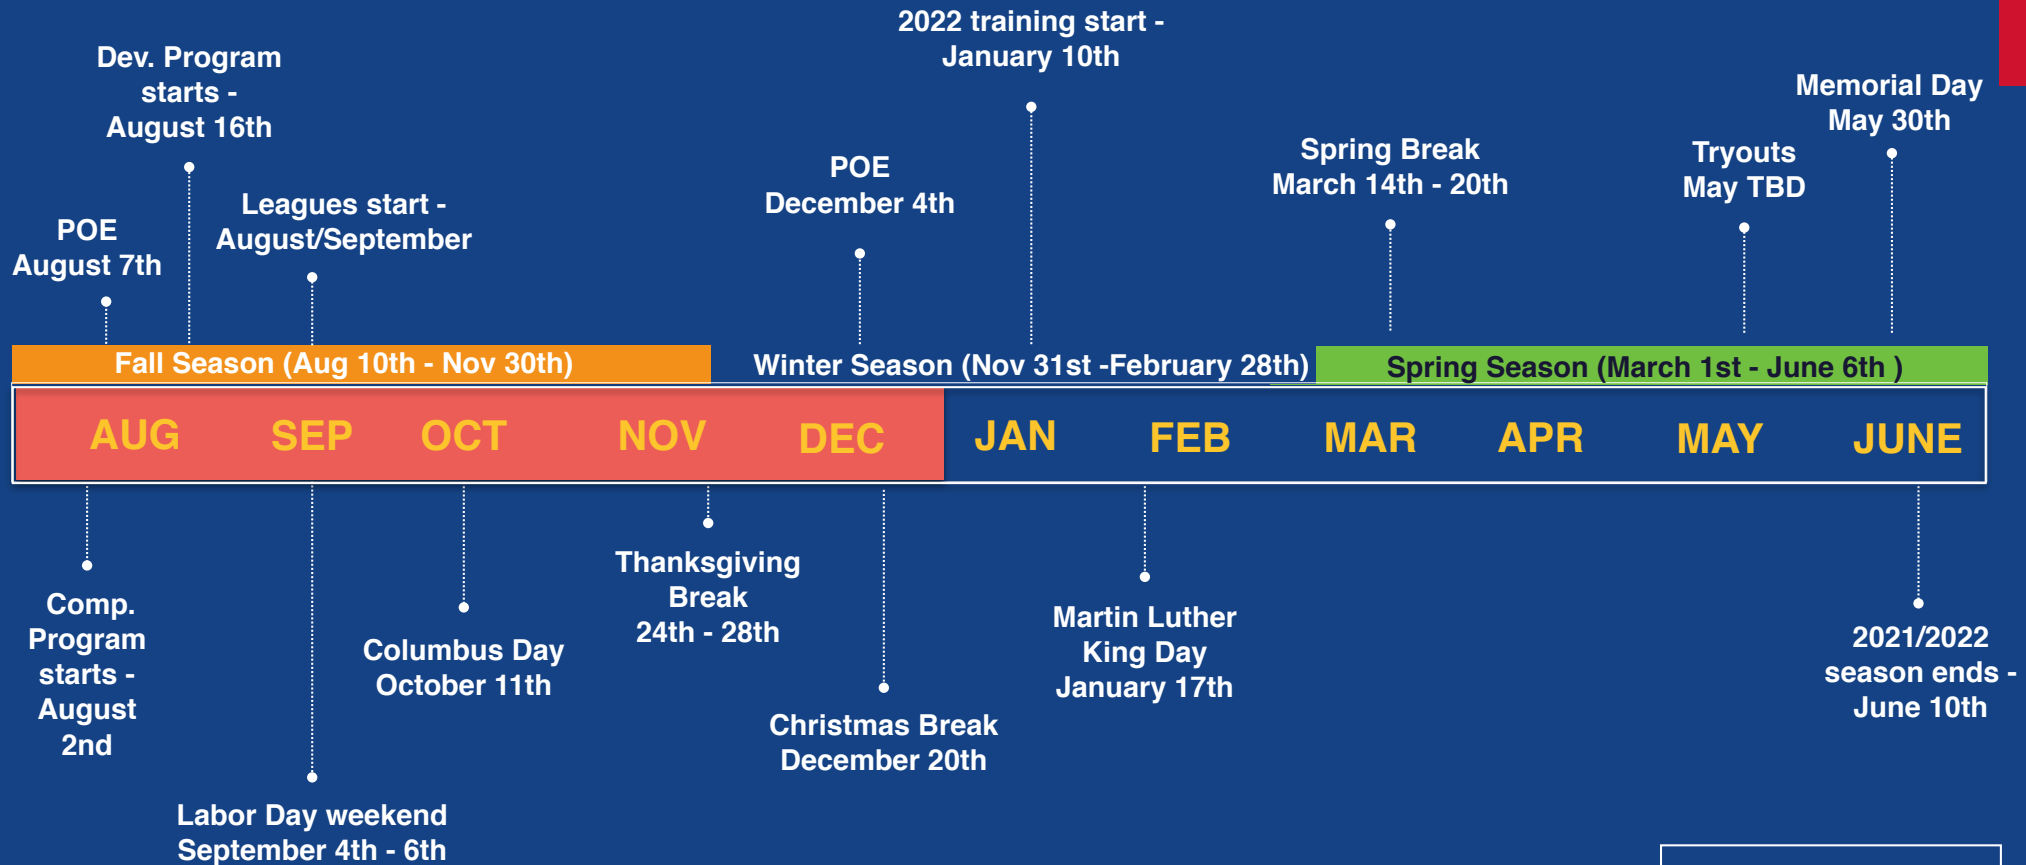 2022 training start -
January 10th
Dev. Program
starts -
August 16th
Memorial Day
May 30th
Spring Break
March 14th - 20th
Tryouts
May TBD
POE
December 4th
Leagues start -
August/September
POE
August 7th
Fall Season (Aug 10th - Nov 30th)
Winter Season (Nov 31st -February 28th)
Spring Season (March 1st - June 6th )
AUG SEP OCT NOV DEC JAN FEB MAR APR MAY JUNE
Comp.
Program
starts -
August
2nd
Labor Day weekend
September 4th - 6th
Columbus Day
October 11th
Thanksgiving
Break
24th - 28th
Christmas Break
December 20th
Martin Luther
King Day
January 17th
2021/2022
season ends -
June 10th